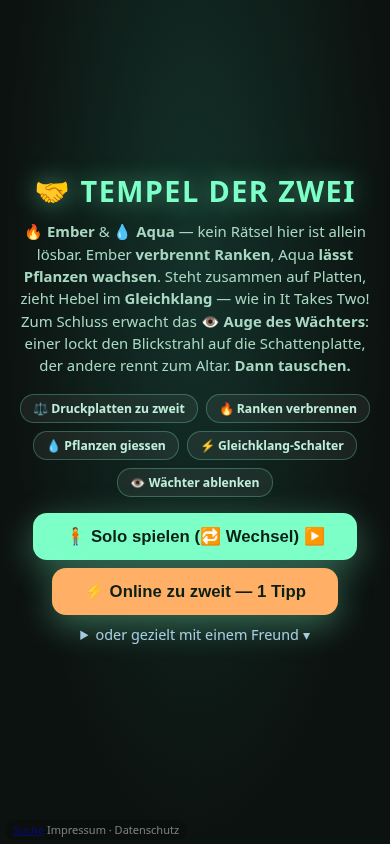 🤝 TEMPEL DER ZWEI
🔥 Ember & 💧 Aqua — kein Rätsel hier ist allein
lösbar. Ember verbrennt Ranken, Aqua lässt
Pflanzen wachsen. Steht zusammen auf Platten,
zieht Hebel im Gleichklang — wie in It Takes Two!
Zum Schluss erwacht das 👁️ Auge des Wächters:
einer lockt den Blickstrahl auf die Schattenplatte,
der andere rennt zum Altar. Dann tauschen.
⚖️ Druckplatten zu zweit
🔥 Ranken verbrennen
💧 Pflanzen giessen
⚡ Gleichklang-Schalter
👁️ Wächter ablenken
🧍 Solo spielen (🔁 Wechsel) ▶️
⚡ Online zu zweit — 1 Tipp
▶ oder gezielt mit einem Freund ▾
Suche Impressum · Datenschutz